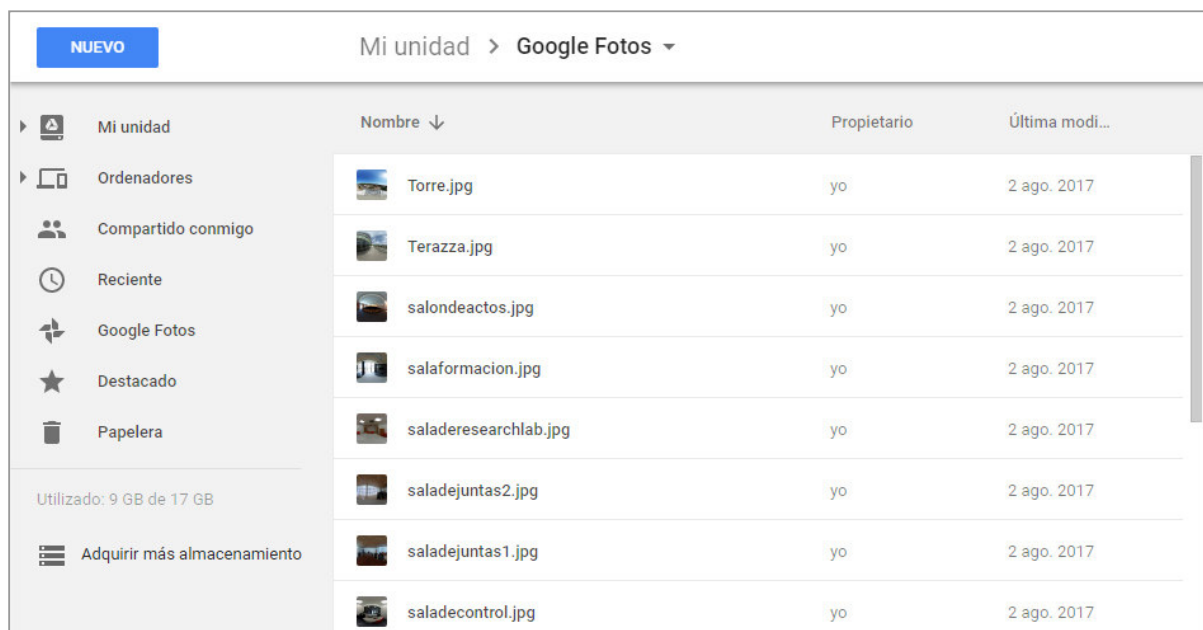 NUEVO
Mi unidad > Google Fotos
Mi unidad
Ordenadores
Compartido conmigo
Reciente
Google Fotos
Destacado
Papelera
Utilizado: 9 GB de 17 GB
Adquirir más almacenamiento
Nombre Propietario Última modi...
Torre.jpg yo 2 ago. 2017
Terazza.jpg yo 2 ago. 2017
salondeactos.jpg yo 2 ago. 2017
salaformacion.jpg yo 2 ago. 2017
saladeresearchlab.jpg yo 2 ago. 2017
saladejuntas2.jpg yo 2 ago. 2017
saladejuntas1.jpg yo 2 ago. 2017
saladecontrol.jpg yo 2 ago. 2017